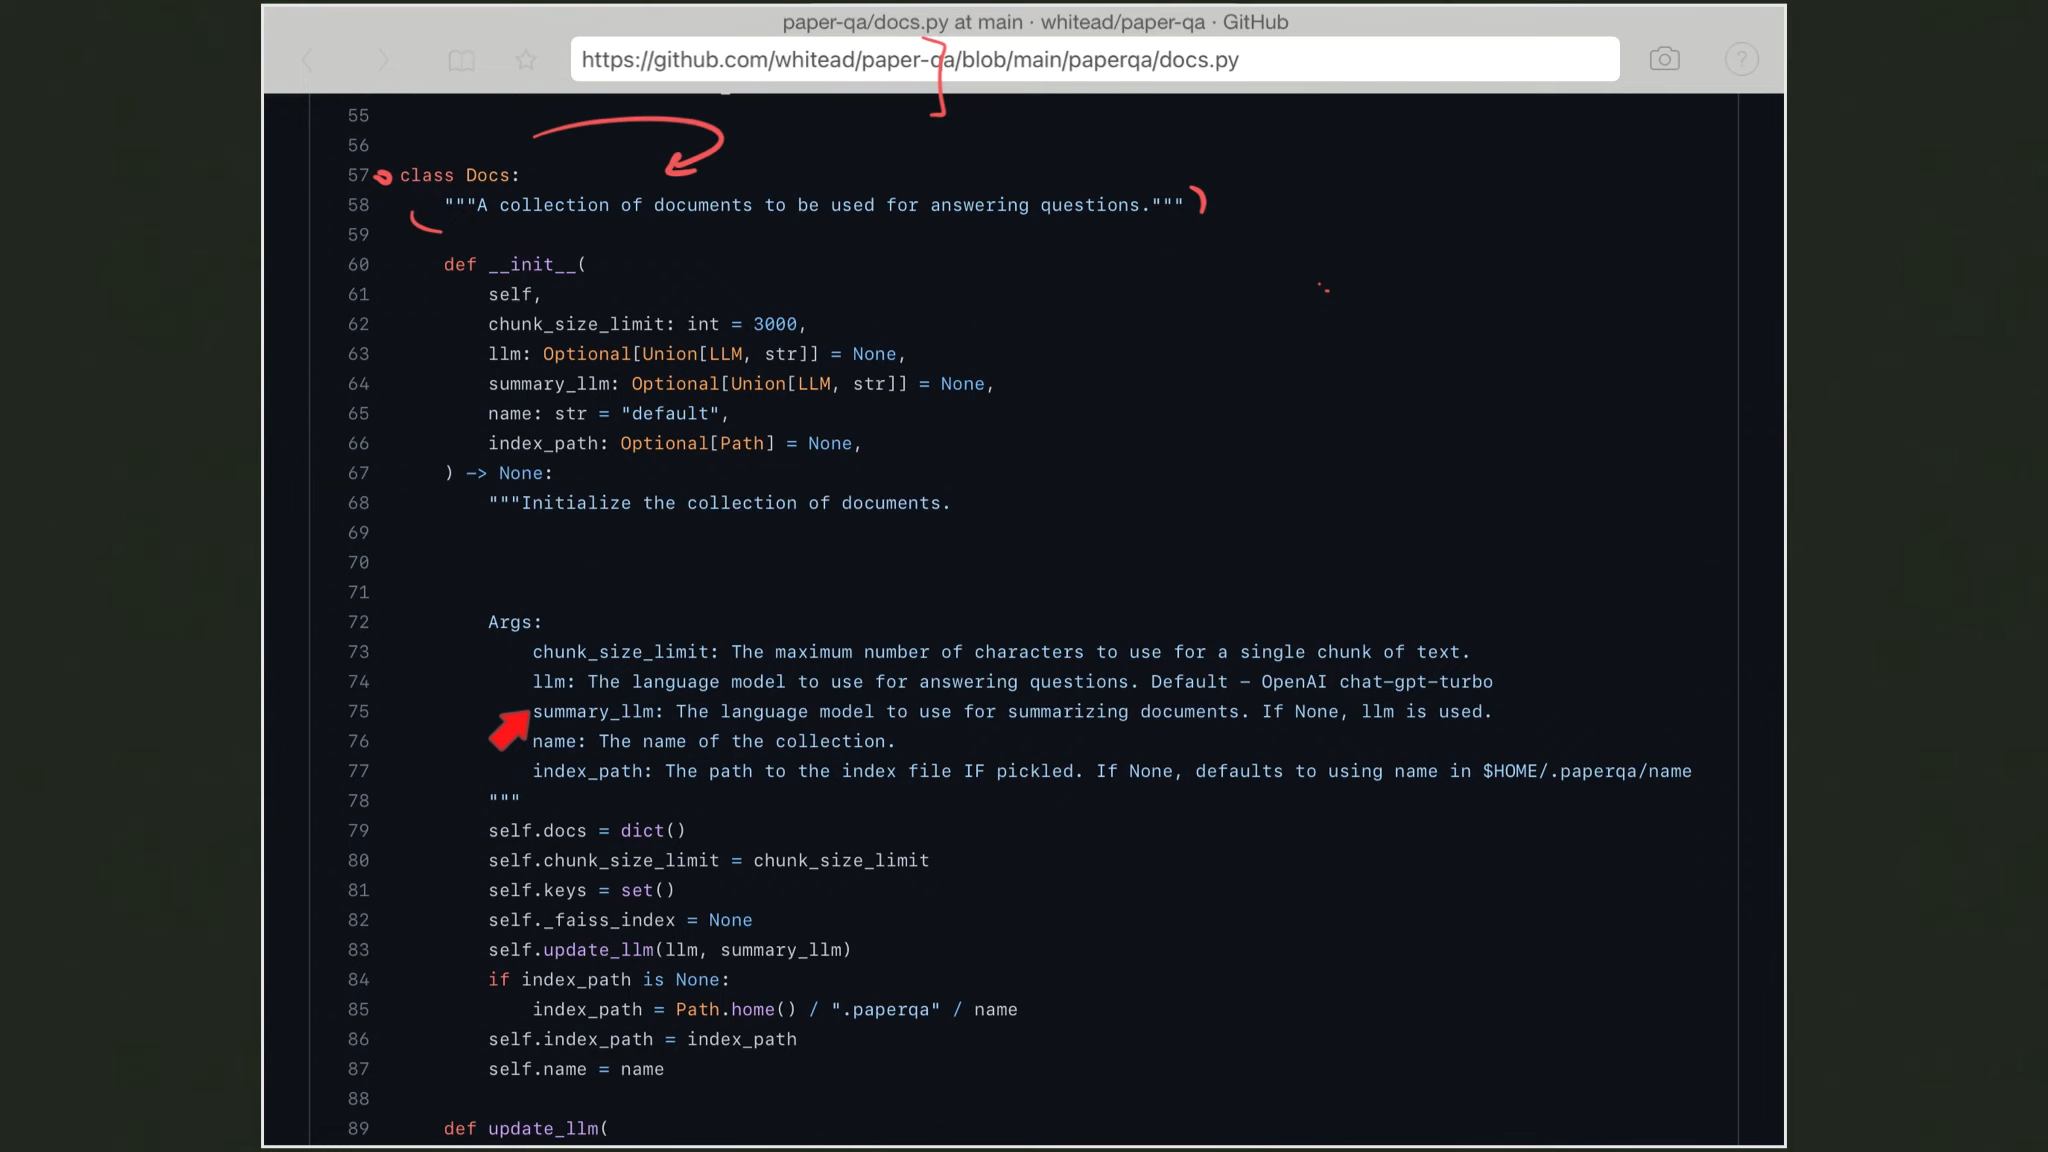 paper-qa/docs.py at main · whitead/paper-qa · GitHub
https://github.com/whitead/paper-qa/blob/main/paperqa/docs.py
?
55
56
57 class Docs:
58 """A collection of documents to be used for answering questions."""
59
60 def __init__(
61 self,
62 chunk_size_limit: int = 3000,
63 llm: Optional[Union[LLM, str]] = None,
64 summary_llm: Optional[Union[LLM, str]] = None,
65 name: str = "default",
66 index_path: Optional[Path] = None,
67 ) -> None:
68 """Initialize the collection of documents.
69
70
71
72 Args:
73 chunk_size_limit: The maximum number of characters to use for a single chunk of text.
74 llm: The language model to use for answering questions. Default - OpenAI chat-gpt-turbo
75 summary_llm: The language model to use for summarizing documents. If None, llm is used.
76 name: The name of the collection.
77 index_path: The path to the index file IF pickled. If None, defaults to using name in $HOME/.paperqa/name
78 """
79 self.docs = dict()
80 self.chunk_size_limit = chunk_size_limit
81 self.keys = set()
82 self._faiss_index = None
83 self.update_llm(llm, summary_llm)
84 if index_path is None:
85 index_path = Path.home() / ".paperqa" / name
86 self.index_path = index_path
87 self.name = name
88
89 def update_llm(